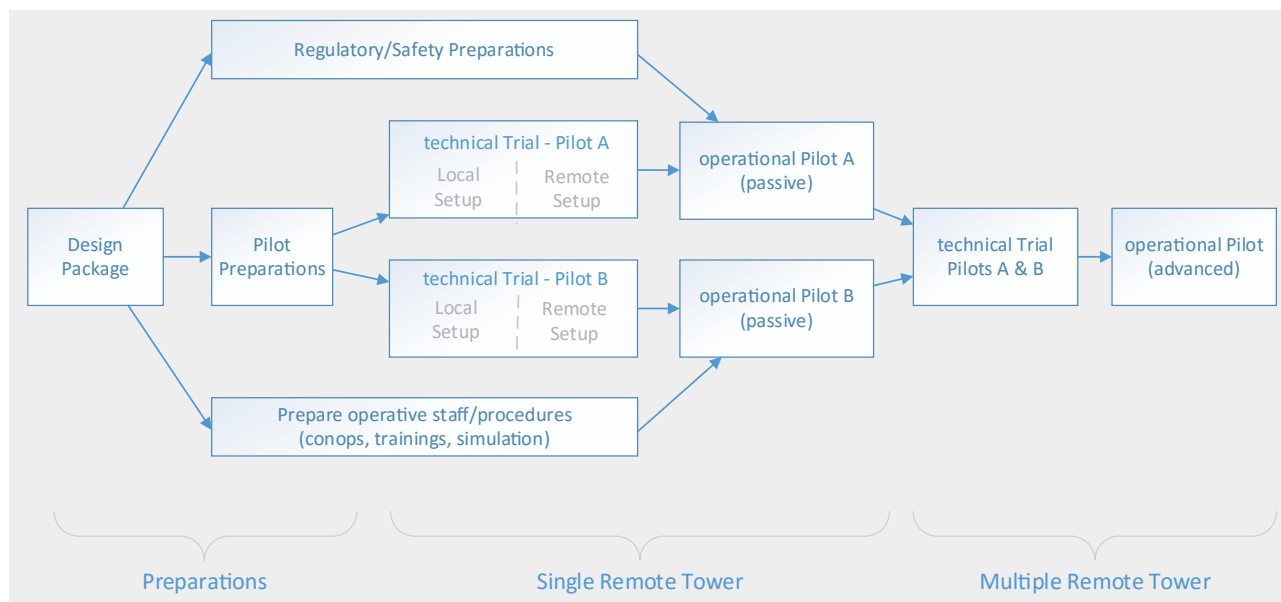 Regulatory/Safety Preparations
technical Trial - Pilot A
Local
Setup
Remote
Setup
operational Pilot A
(passive)
Design
Package
Pilot
Preparations
technical Trial
Pilots A & B
operational Pilot
(advanced)
technical Trial - Pilot B
Local
Setup
Remote
Setup
operational Pilot B
(passive)
Prepare operative staff/procedures
(conops, trainings, simulation)
Preparations
Single Remote Tower
Multiple Remote Tower